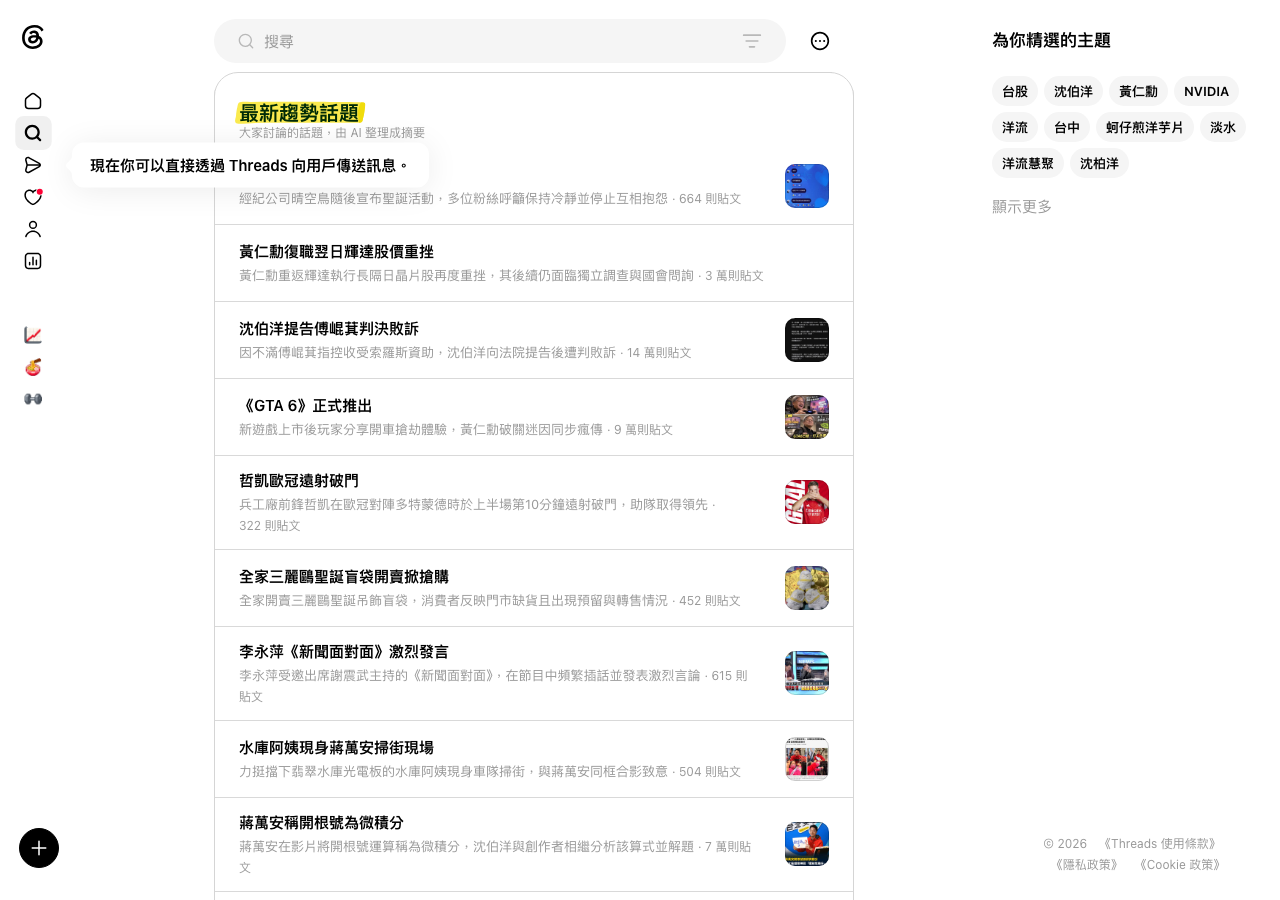 搜尋
最新趨勢話題
大家討論的話題,由 AI 整理成摘要
現在你可以直接透過 Threads 向用戶傳送訊息。
經紀公司晴空鳥隨後宣布聖誕活動,多位粉絲呼籲保持冷靜並停止互相抱怨 · 664 則貼文
黃仁勳復職翌日輝達股價重挫
黃仁勳重返輝達執行長隔日晶片股再度重挫,其後續仍面臨獨立調查與國會問詢 · 3 萬則貼文
沈伯洋提告傅崐萁判決敗訴
因不滿傅崐萁指控收受索羅斯資助,沈伯洋向法院提告後遭判敗訴 · 14 萬則貼文
《GTA 6》正式推出
新遊戲上市後玩家分享開車搶劫體驗,黃仁勳破關迷因同步瘋傳 · 9 萬則貼文
哲凱歐冠遠射破門
兵工廠前鋒哲凱在歐冠對陣多特蒙德時於上半場第10分鐘遠射破門,助隊取得領先 ·
322 則貼文
全家三麗鷗聖誕盲袋開賣掀搶購
全家開賣三麗鷗聖誕吊飾盲袋,消費者反映門市缺貨且出現預留與轉售情況 · 452 則貼文
李永萍《新聞面對面》激烈發言
李永萍受邀出席謝震武主持的《新聞面對面》,在節目中頻繁插話並發表激烈言論 · 615 則
貼文
水庫阿姨現身蔣萬安掃街現場
力挺擋下翡翠水庫光電板的水庫阿姨現身車隊掃街,與蔣萬安同框合影致意 · 504 則貼文
蔣萬安稱開根號為微積分
蔣萬安在影片將開根號運算稱為微積分,沈伯洋與創作者相繼分析該算式並解題 · 7 萬則貼
文
為你精選的主題
台股 沈伯洋 黃仁勳 NVIDIA
洋流 台中 蚵仔煎洋芋片 淡水
洋流慧聚 沈柏洋
顯示更多
© 2026 《Threads 使用條款》
《隱私政策》 《Cookie 政策》